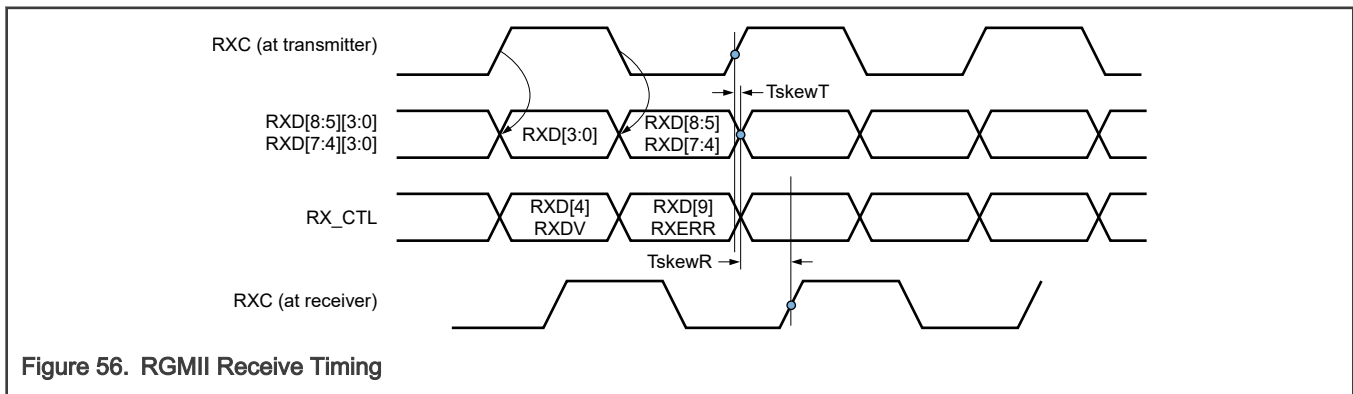 RXC (at transmitter)
TskewT
RXD[8:5][3:0]
RXD[7:4][3:0]
RXD[3:0]
RXD[8:5]
RXD[7:4]
RX_CTL
RXD[4]
RXDV
RXD[9]
RXERR
TskewR
RXC (at receiver)
Figure 56. RGMII Receive Timing